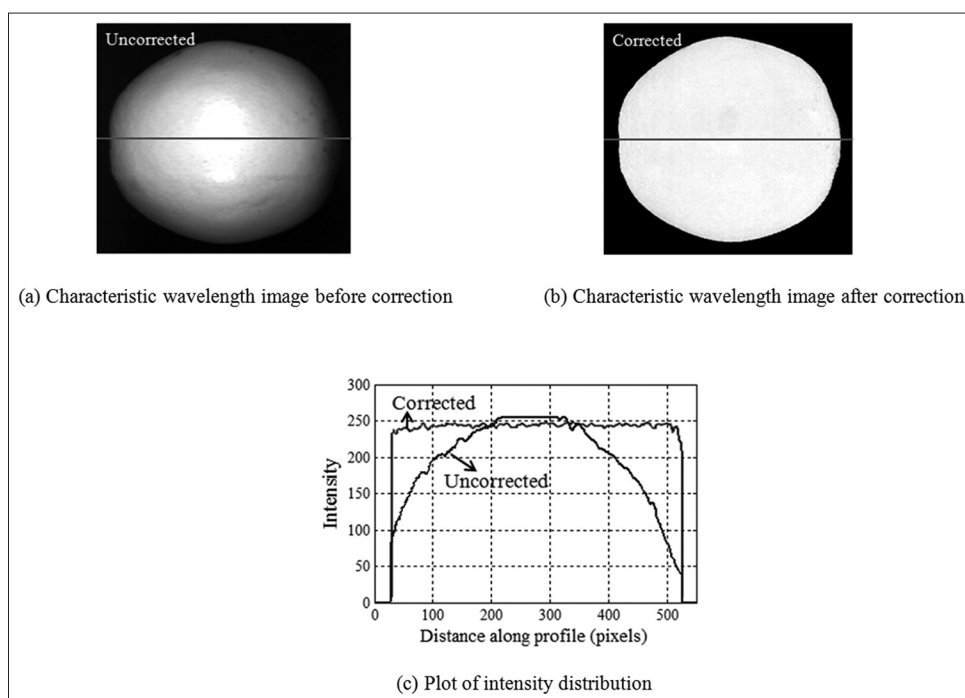 Uncorrected
Corrected
(a) Characteristic wavelength image before correction
(b) Characteristic wavelength image after correction
300
250
200
150
100
50
0
Intensity
Corrected
Uncorrected
0 100 200 300 400 500
Distance along profile (pixels)
(c) Plot of intensity distribution